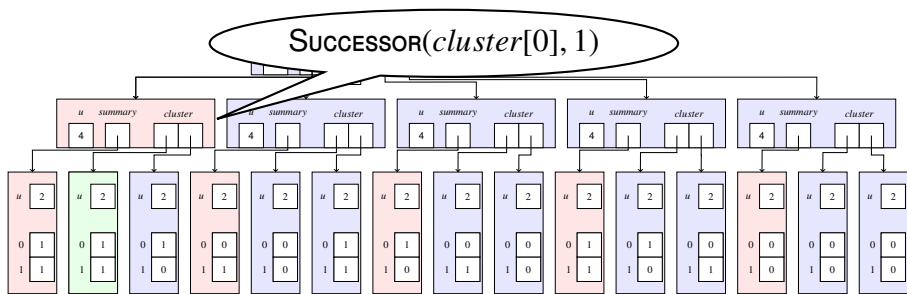 SUCCESSOR(cluster[0], 1)
u summary cluster u summary cluster u summary cluster u summary cluster u summary cluster
4 4 4 4 4
u 2 u 2 u 2 u 2 u 2 u 2 u 2 u 2 u 2 u 2 u 2 u 2 u 2 u 2 u 2
0 1 0 1 0 1 0 0 0 0 0 1 0 1 0 0 0 0 0 1 0 1 0 0 0 0 0 0 0 0
1 1 1 1 1 0 1 1 1 0 1 0 1 0 1 1 1 0 1 1 1 0 1 1 1 0 1 0 1 0